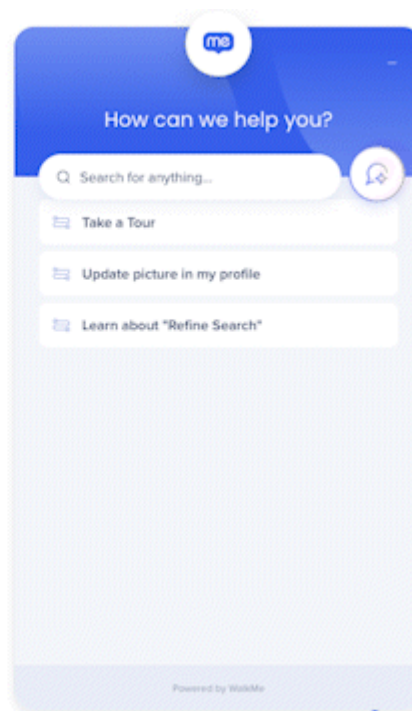 me
How can we help you?
Search for anything...
Take a Tour
Update picture in my profile
Learn about "Refine Search"
Powered by WalkMe